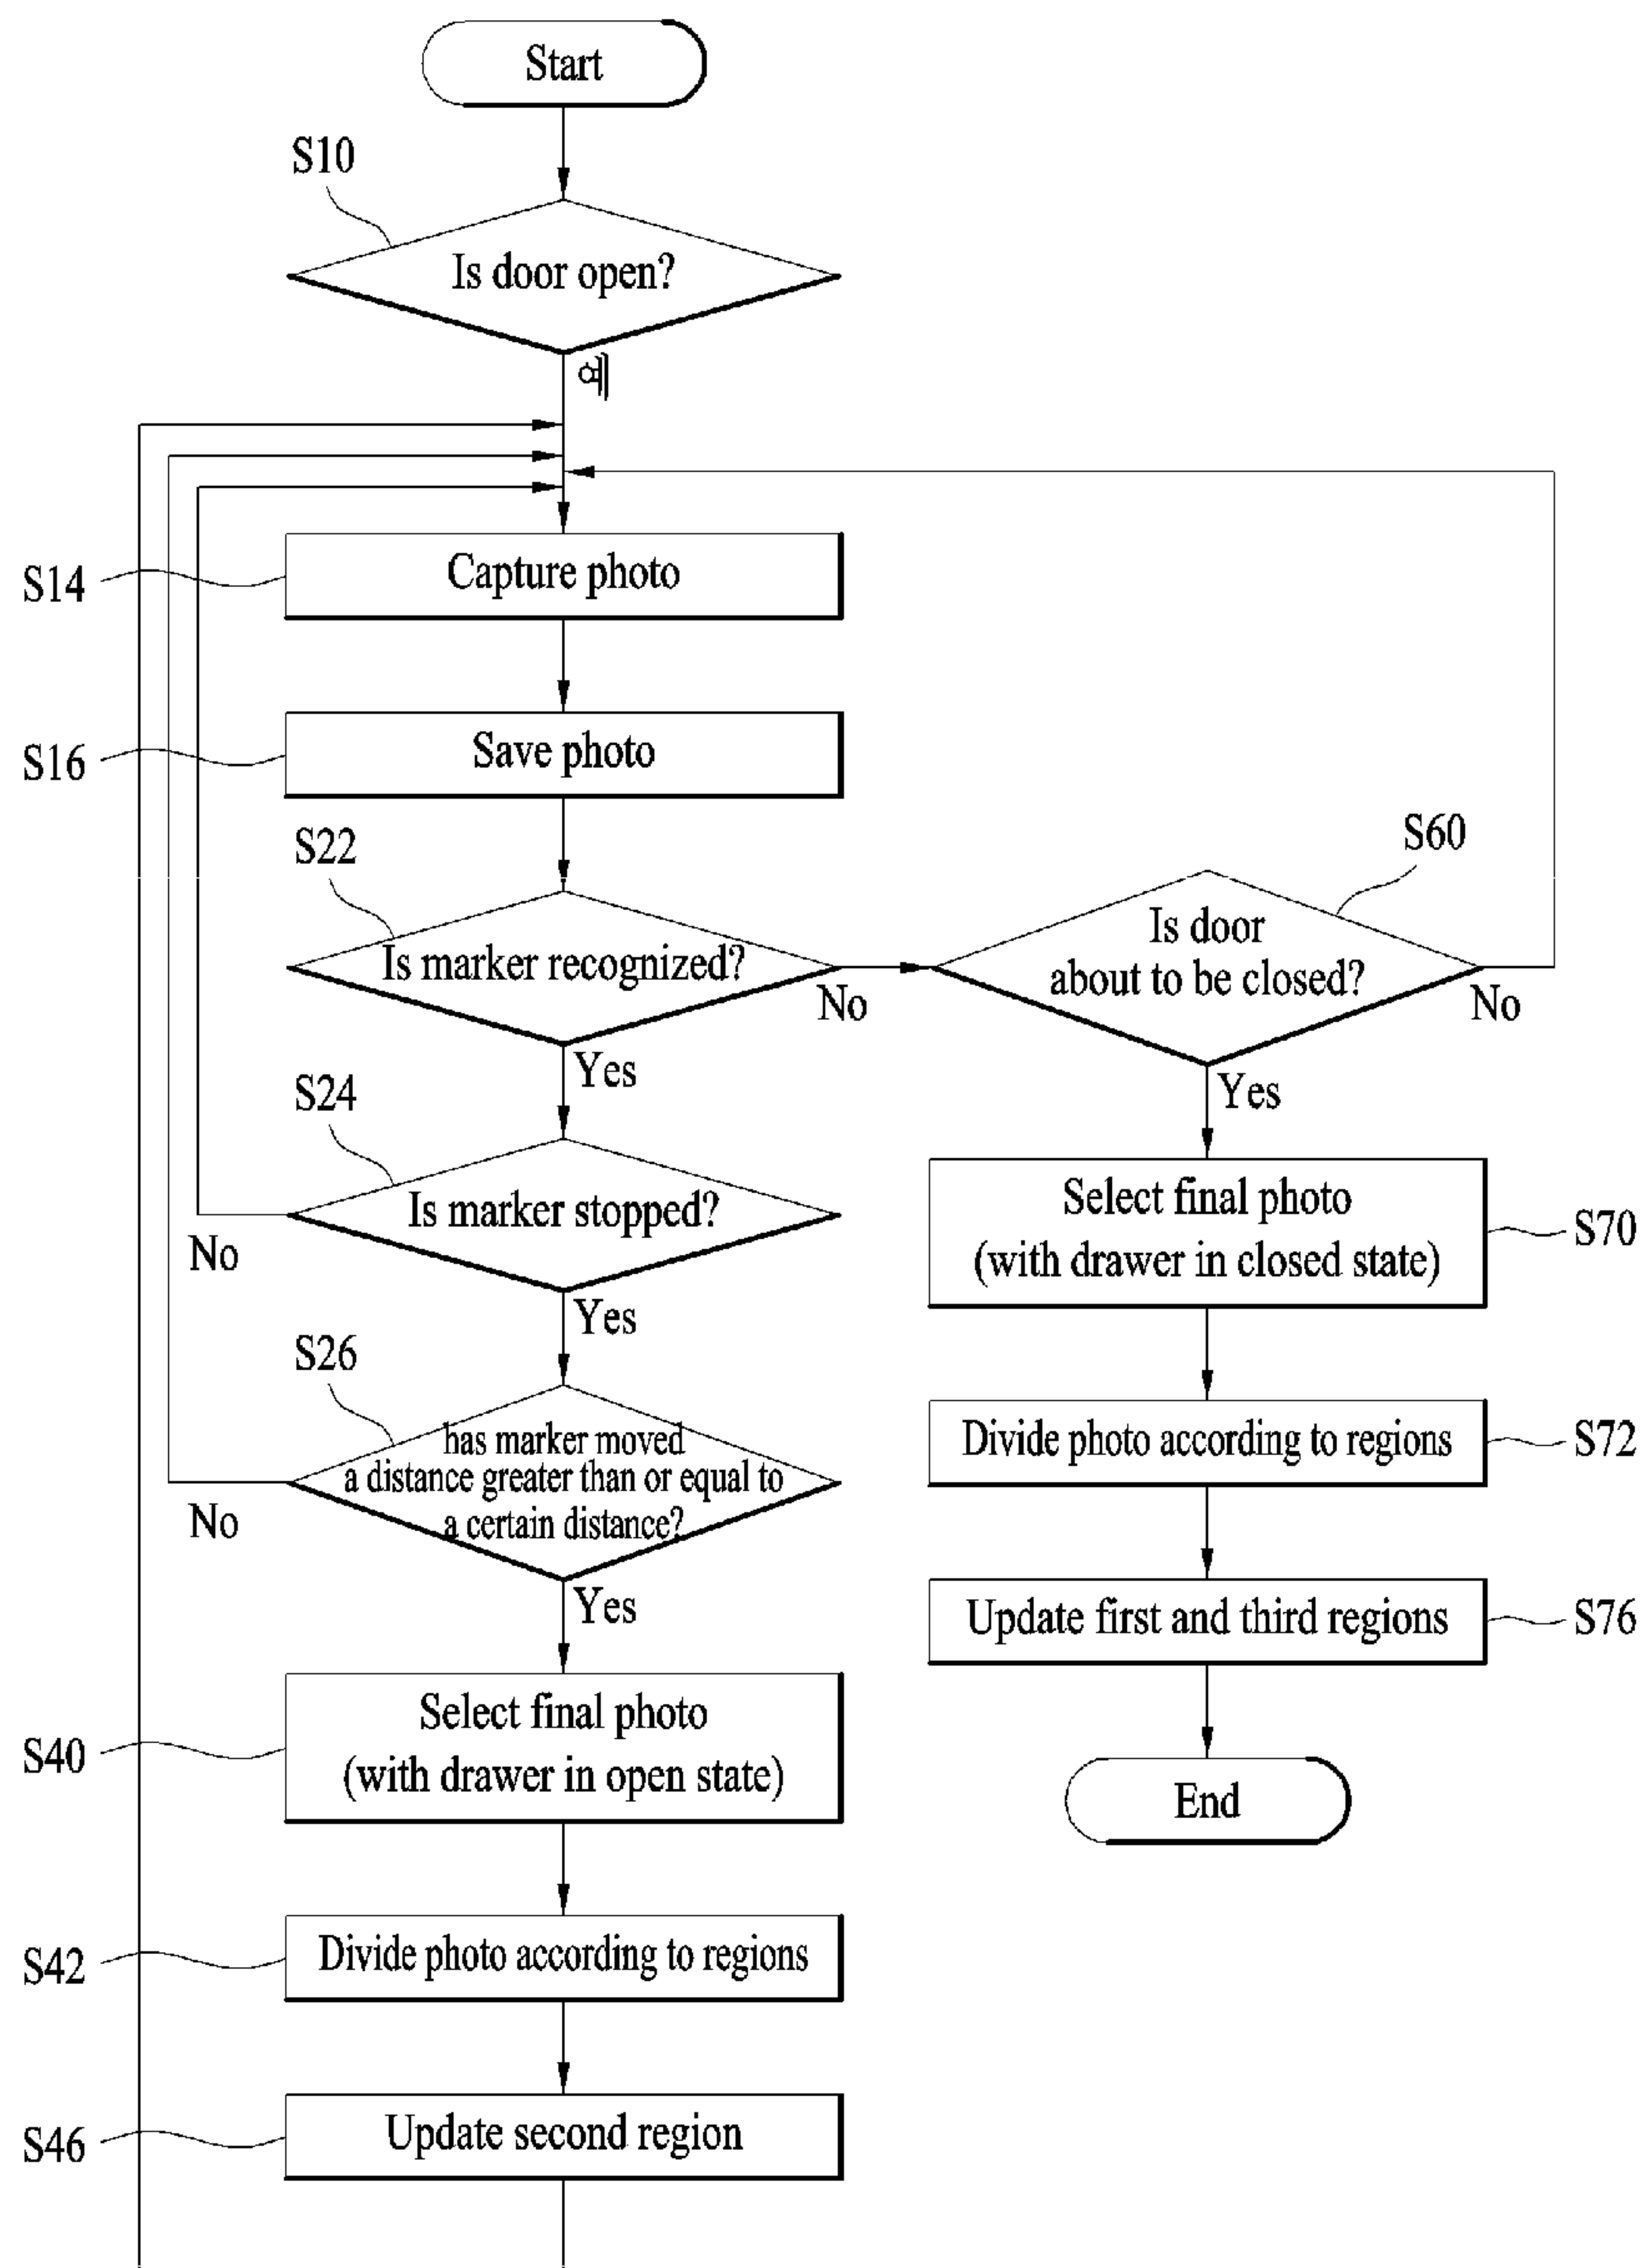 Start
S10
Is door open?
예
S14
Capture photo
S16
Save photo
S22
Is marker recognized?
No
Yes
S60
Is door
about to be closed?
No
Yes
S24
Is marker stopped?
No
Yes
S26
has marker moved
a distance greater than or equal to
a certain distance?
No
Yes
S40
Select final photo
(with drawer in open state)
S42
Divide photo according to regions
S46
Update second region
S70
Select final photo
(with drawer in closed state)
S72
Divide photo according to regions
S76
Update first and third regions
End